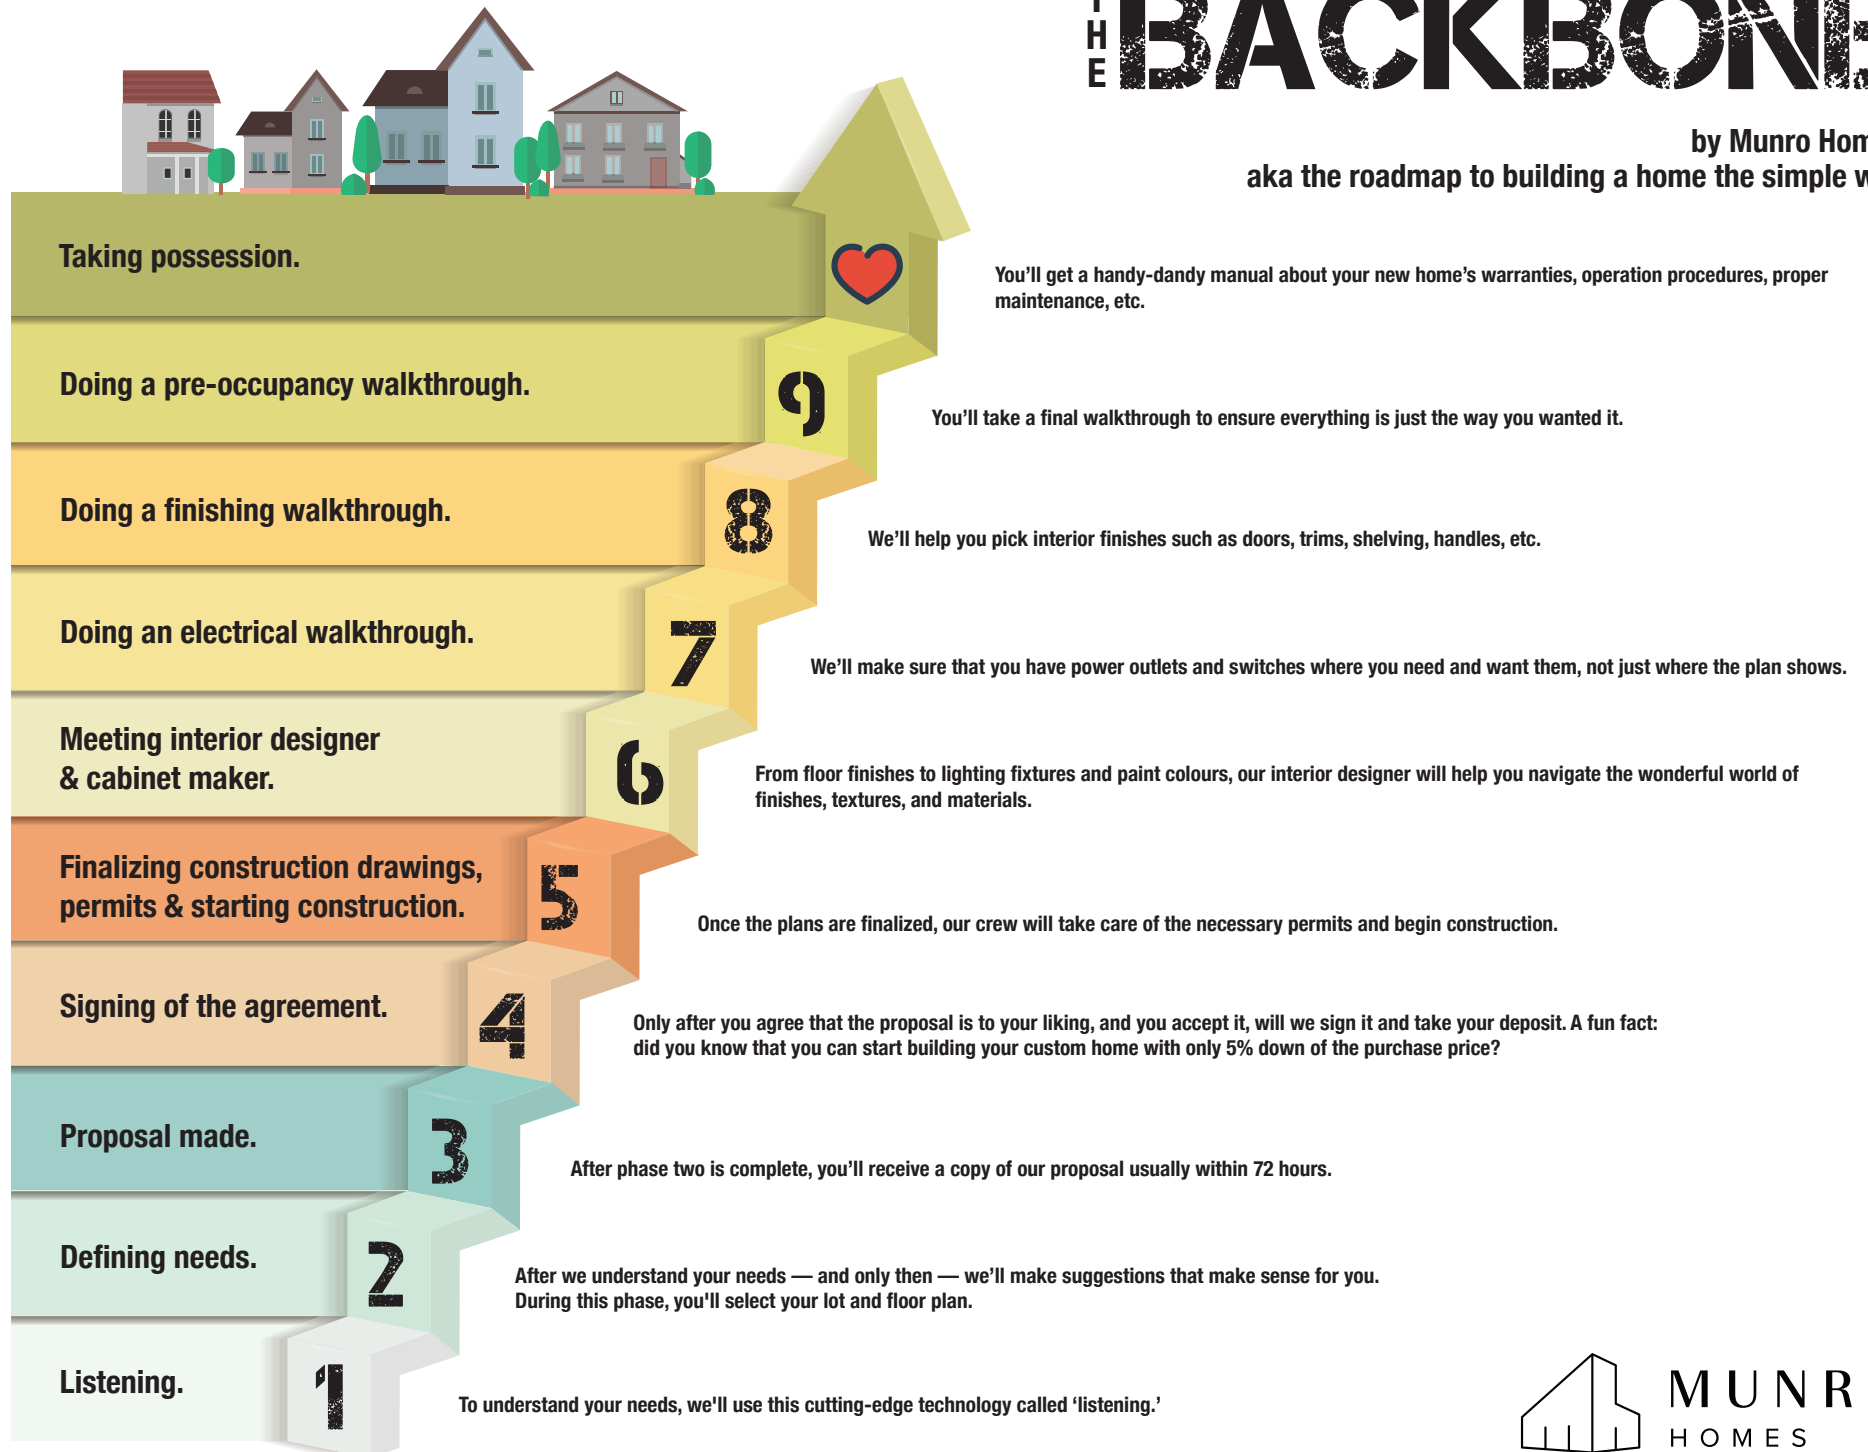 THE BACKBONE
by Munro Hom
aka the roadmap to building a home the simple w
Taking possession.
You’ll get a handy-dandy manual about your new home’s warranties, operation procedures, proper
maintenance, etc.
Doing a pre-occupancy walkthrough.
9
You’ll take a final walkthrough to ensure everything is just the way you wanted it.
Doing a finishing walkthrough.
8
We’ll help you pick interior finishes such as doors, trims, shelving, handles, etc.
Doing an electrical walkthrough.
7
We’ll make sure that you have power outlets and switches where you need and want them, not just where the plan shows.
Meeting interior designer
& cabinet maker.
6
From floor finishes to lighting fixtures and paint colours, our interior designer will help you navigate the wonderful world of
finishes, textures, and materials.
Finalizing construction drawings,
permits & starting construction.
5
Once the plans are finalized, our crew will take care of the necessary permits and begin construction.
Signing of the agreement.
4
Only after you agree that the proposal is to your liking, and you accept it, will we sign it and take your deposit. A fun fact:
did you know that you can start building your custom home with only 5% down of the purchase price?
Proposal made.
3
After phase two is complete, you’ll receive a copy of our proposal usually within 72 hours.
Defining needs.
2
After we understand your needs — and only then — we’ll make suggestions that make sense for you.
During this phase, you'll select your lot and floor plan.
Listening.
1
To understand your needs, we'll use this cutting-edge technology called ‘listening.’
MUNR
HOMES